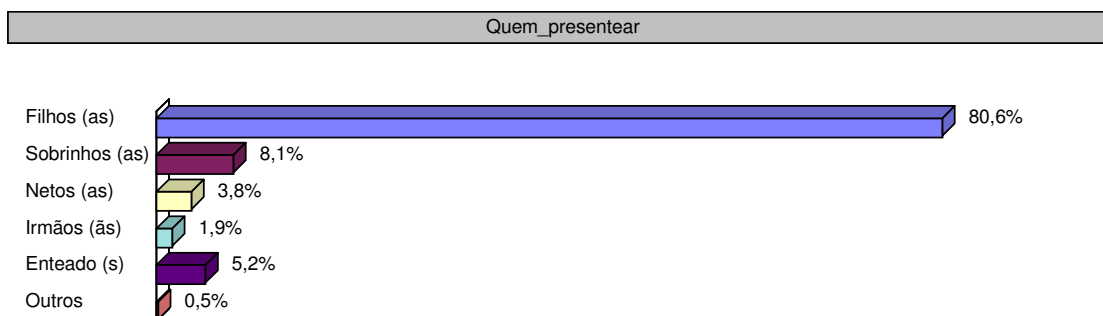 Quem_presentear
Filhos (as) 80,6%
Sobrinhos (as) 8,1%
Netos (as) 3,8%
Irmãos (ãs) 1,9%
Enteado (s) 5,2%
Outros 0,5%